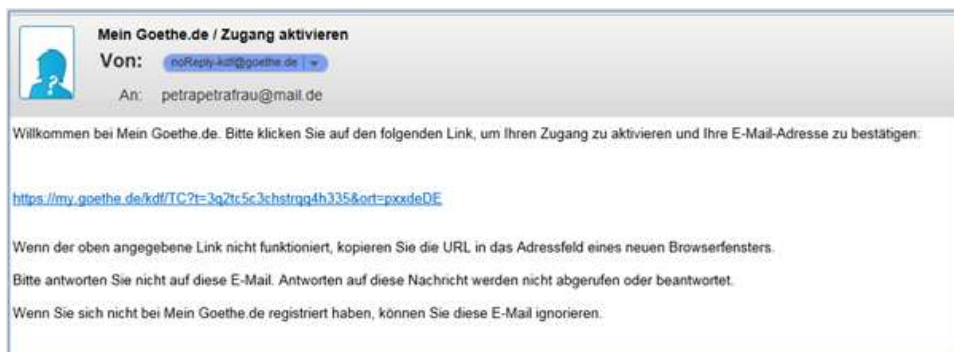 Mein Goethe.de / Zugang aktivieren
Von: noReply-kdf@goethe.de
An: petrapetrafrau@mail.de
Willkommen bei Mein Goethe.de. Bitte klicken Sie auf den folgenden Link, um Ihren Zugang zu aktivieren und Ihre E-Mail-Adresse zu bestätigen:
https://my.goethe.de/kdf/TC?t=3q2tc5c3chstrqq4h335&ort=pxxdeDE
Wenn der oben angegebene Link nicht funktioniert, kopieren Sie die URL in das Adressfeld eines neuen Browserfensters.
Bitte antworten Sie nicht auf diese E-Mail. Antworten auf diese Nachricht werden nicht abgerufen oder beantwortet.
Wenn Sie sich nicht bei Mein Goethe.de registriert haben, können Sie diese E-Mail ignorieren.